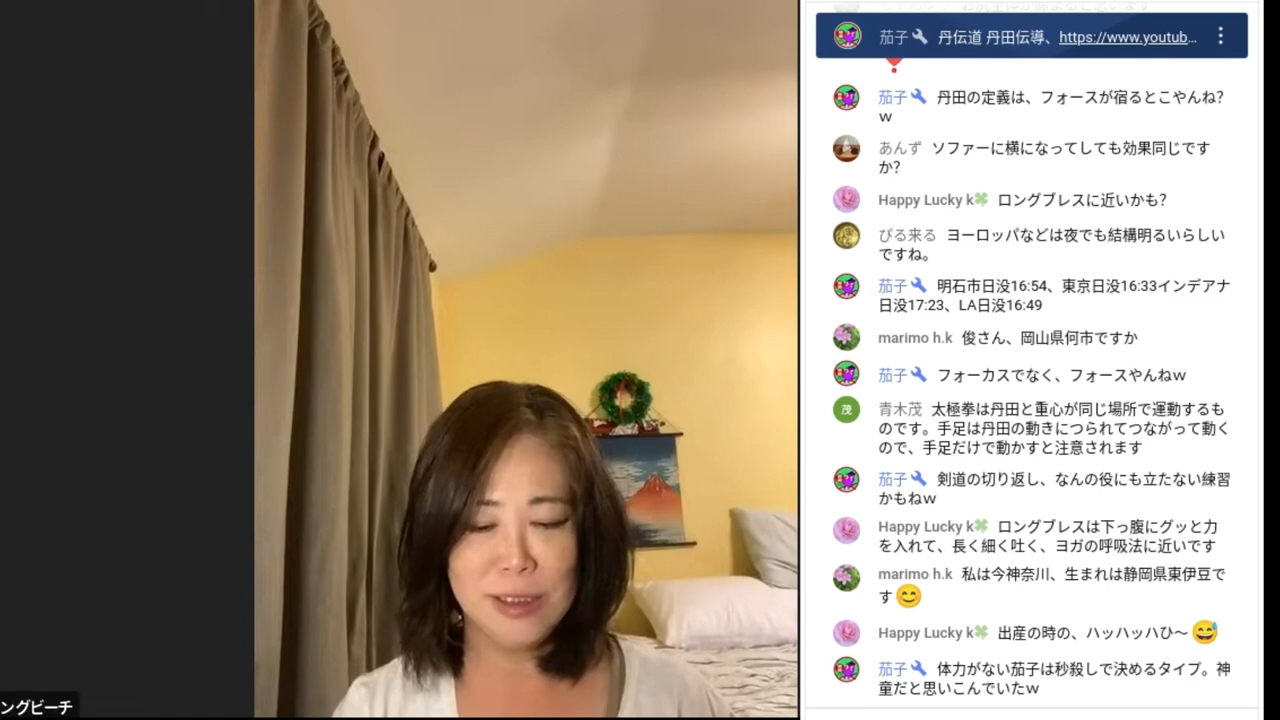 茄子 丹伝道 丹田伝導、https://www.youtub...
茄子 丹田の定義は、フォースが宿るとこやんね?
w
あんず ソファーに横になってしても効果同じです
か?
Happy Lucky k🍀 ロングブレスに近いかも?
ぴる来る ヨーロッパなどは夜でも結構明るいらしい
ですね。
茄子 明石市日没16:54、東京日没16:33インデアナ
日没17:23、LA日没16:49
marimo h.k 俊さん、岡山県何市ですか
茄子 フォーカスでなく、フォースやんねw
茂
青木茂 太極拳は丹田と重心が同じ場所で運動するも
のです。手足は丹田の動きにつられてつながって動く
ので、手足だけで動かすと注意されます
茄子 剣道の切り返し、なんの役にも立たない練習
かもねw
Happy Lucky k🍀 ロングブレスは下っ腹にグッと力
を入れて、長く細く吐く、ヨガの呼吸法に近いです
marimo h.k 私は今神奈川、生まれは静岡県東伊豆で
す😊
Happy Lucky k🍀 出産の時の、ハッハッハひ〜😅
茄子 体力がない茄子は秒殺しで決めるタイプ。神
童だと思いこんでいたw
ングビーチ